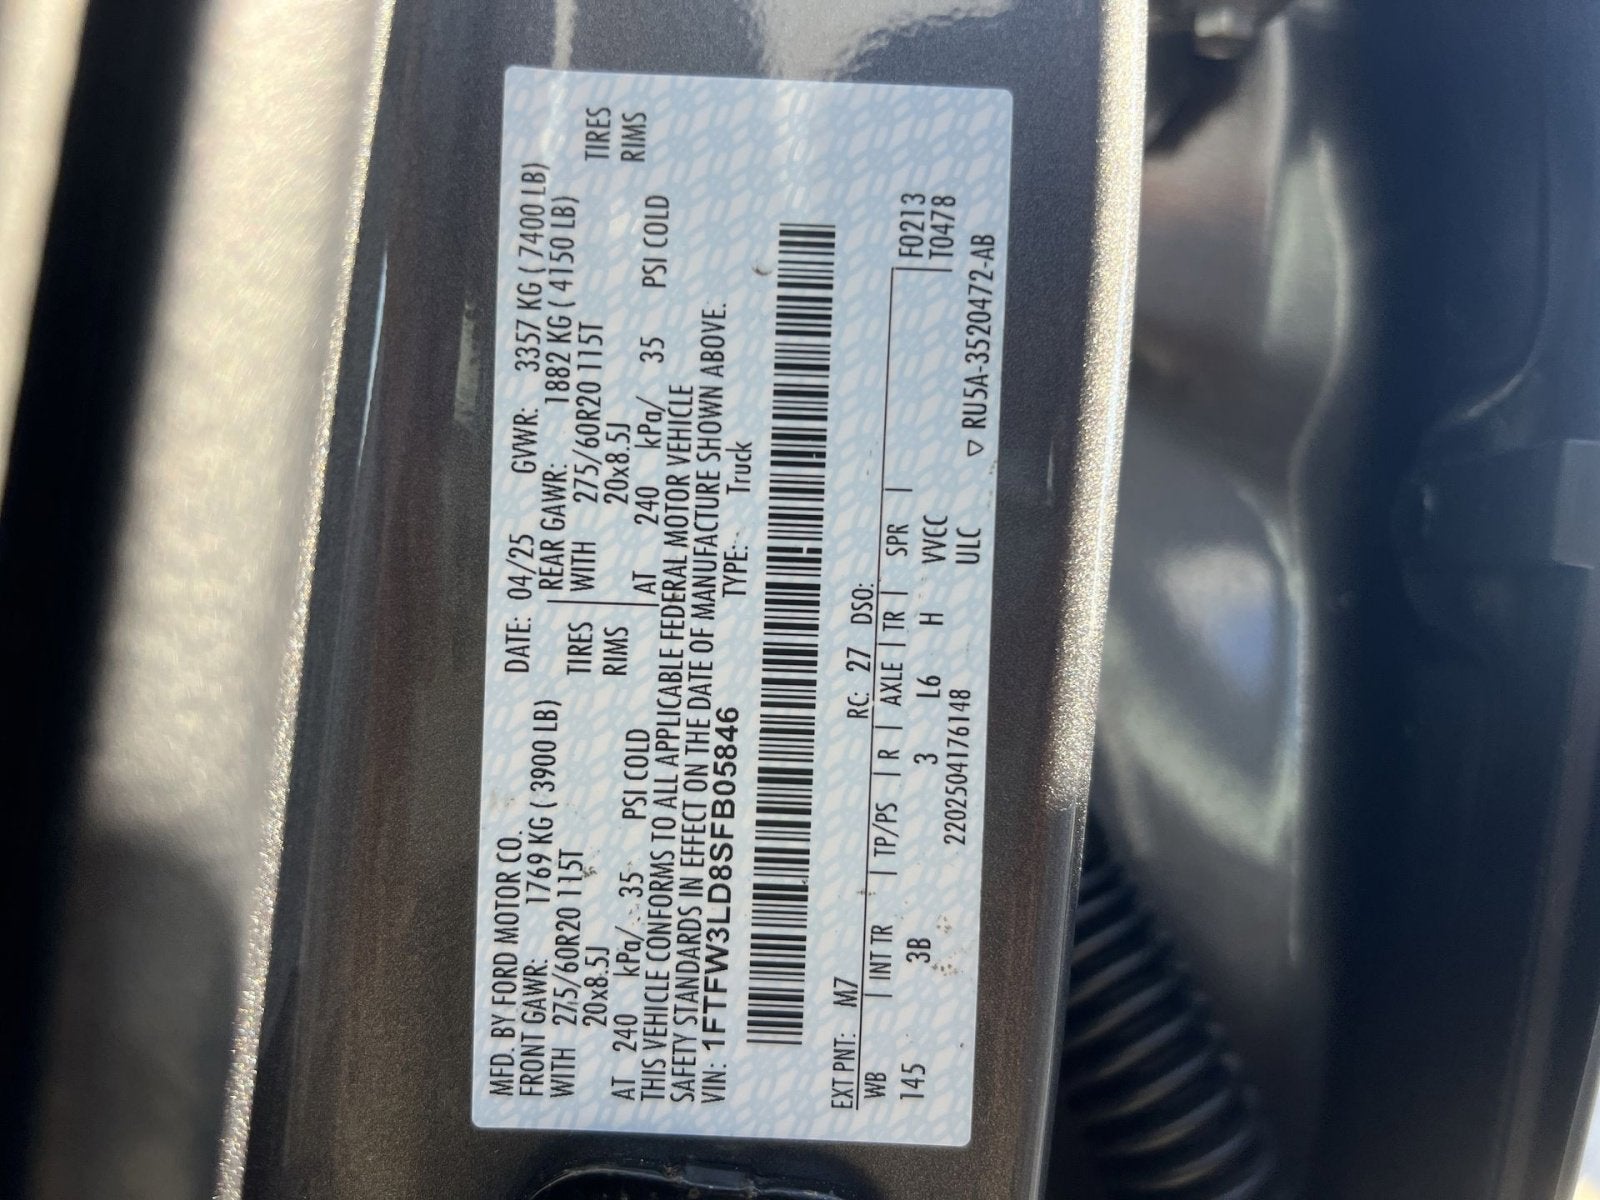 MFD. BY FORD MOTOR CO. DATE: 04/25 GVWR: 3357 KG ( 7400 LB)
FRONT GAWR: 1769 KG ( 3900 LB) REAR GAWR: 1882 KG ( 4150 LB)
WITH 275/60R20 115T TIRES WITH 275/60R20 115T TIRES
20x8.5J RIMS 20x8.5J RIMS
AT 240 kPa/ 35 PSI COLD AT 240 kPa/ 35 PSI COLD
THIS VEHICLE CONFORMS TO ALL APPLICABLE FEDERAL MOTOR VEHICLE
SAFETY STANDARDS IN EFFECT ON THE DATE OF MANUFACTURE SHOWN ABOVE.
VIN: 1FTFW3LD8SFB05846 TYPE: Truck
EXT PNT: M7 RC: 27 DSO:
WB | INT TR | TP/PS | R | AXLE | TR | SPR | F0213
145 3B 3 L6 H VVCC T0478
2202504176148 ULC ▽ RU5A-3520472-AB